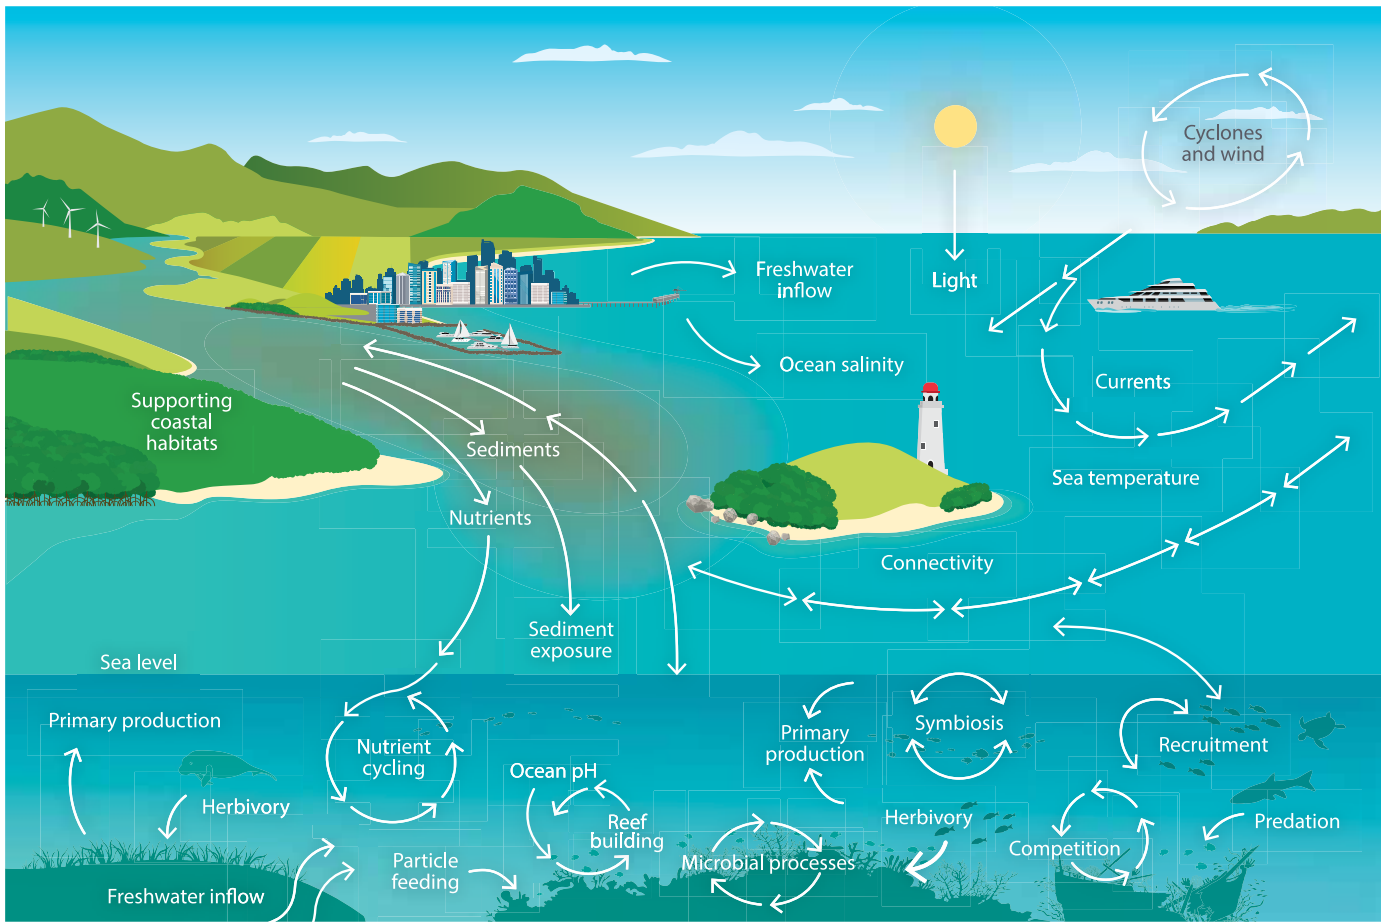 Cyclones
and wind
Freshwater
inflow
Light
Ocean salinity
Currents
Supporting
coastal
habitats
Sediments
Sea temperature
Nutrients
Connectivity
Sediment
exposure
Sea level
Primary production
Symbiosis
Primary
production
Nutrient
cycling
Recruitment
Ocean pH
Herbivory
Reef
building
Herbivory
Predation
Competition
Particle
feeding
Microbial processes
Freshwater inflow